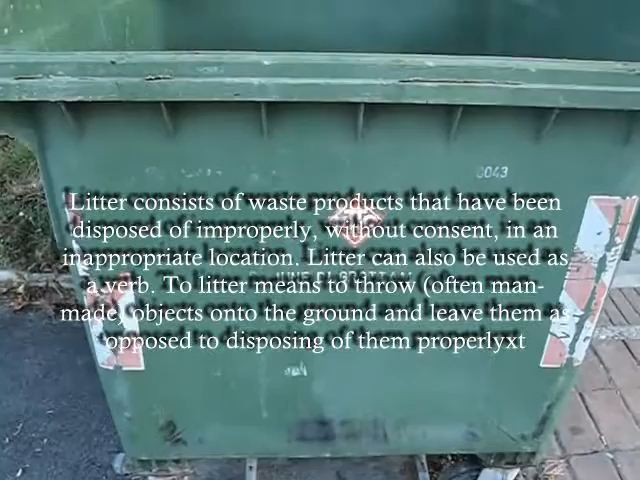 0043
Litter consists of waste products that have been
disposed of improperly, without consent, in an
inappropriate location. Litter can also be used as
a verb. To litter means to throw (often man-
made) objects onto the ground and leave them as
opposed to disposing of them properlyxt